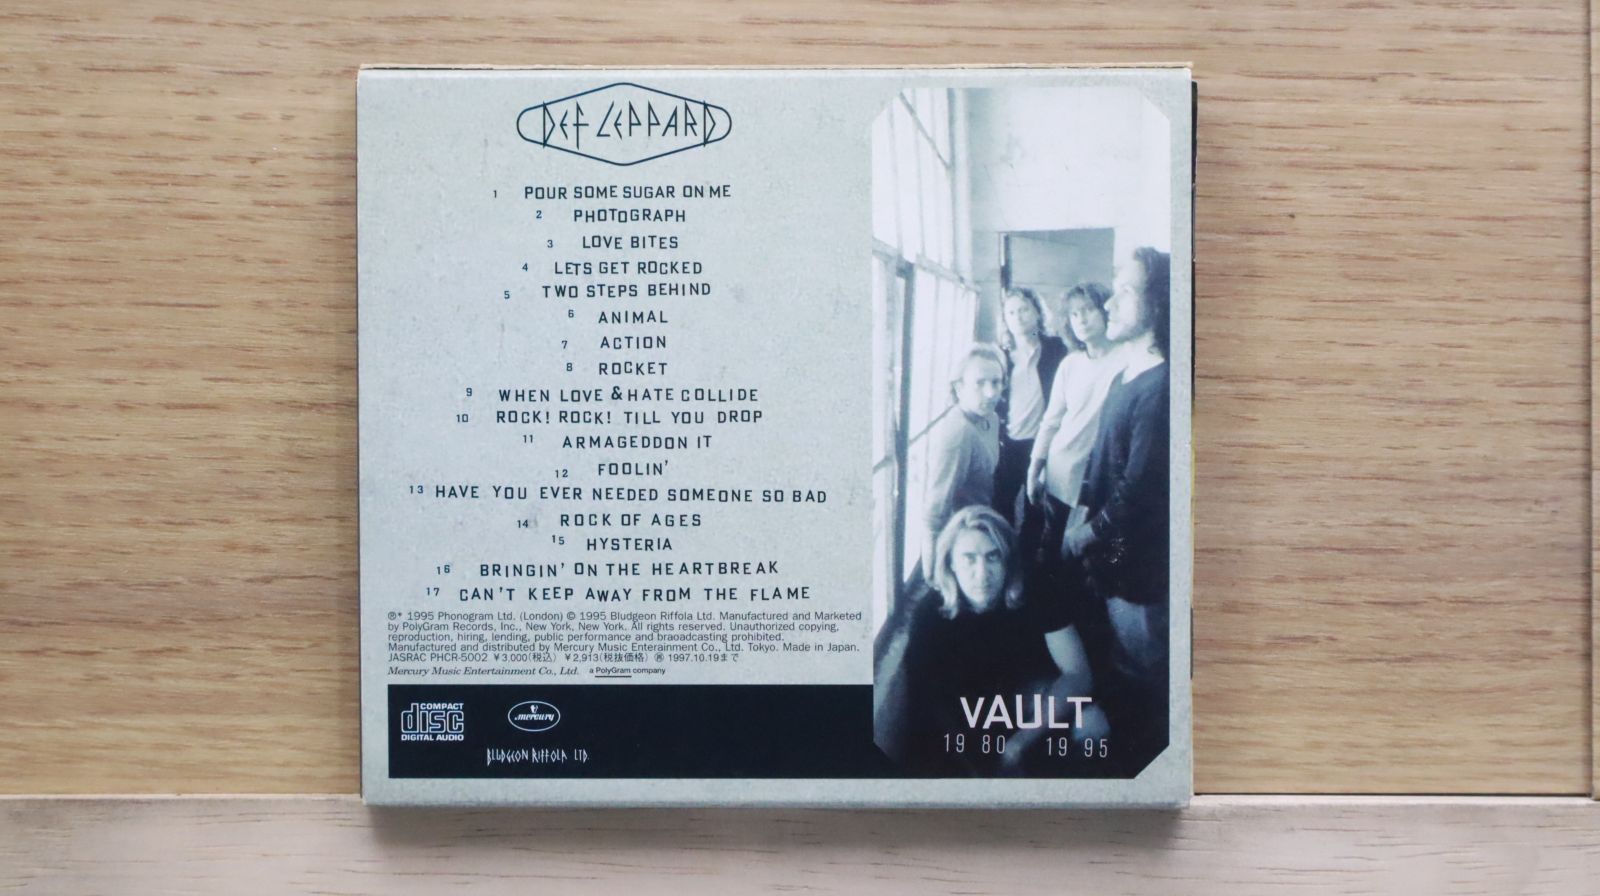 DEF LEPPARD
1 POUR SOME SUGAR ON ME
2 PHOTOGRAPH
3 LOVE BITES
4 LETS GET ROCKED
5 TWO STEPS BEHIND
6 ANIMAL
7 ACTION
8 ROCKET
9 WHEN LOVE & HATE COLLIDE
10 ROCK! ROCK! TILL YOU DROP
11 ARMAGEDDON IT
12 FOOLIN'
13 HAVE YOU EVER NEEDED SOMEONE SO BAD
14 ROCK OF AGES
15 HYSTERIA
16 BRINGIN' ON THE HEARTBREAK
17 CAN'T KEEP AWAY FROM THE FLAME
℗* 1995 Phonogram Ltd. (London) © 1995 Bludgeon Riffola Ltd. Manufactured and Marketed
by PolyGram Records, Inc., New York, New York. All rights reserved. Unauthorized copying,
reproduction, hiring, lending, public performance and braoadcasting prohibited.
Manufactured and distributed by Mercury Music Enterainment Co., Ltd. Tokyo. Made in Japan.
JASRAC PHCR-5002 ¥3,000(税込) ¥2,913(税抜価格) ㊢ 1997.10.19まで
Mercury Music Entertainment Co., Ltd. a PolyGram company
COMPACT
disc
DIGITAL AUDIO
mercury
BLUDGEON RIFFOLA LTD.
VAULT
19 80 19 95